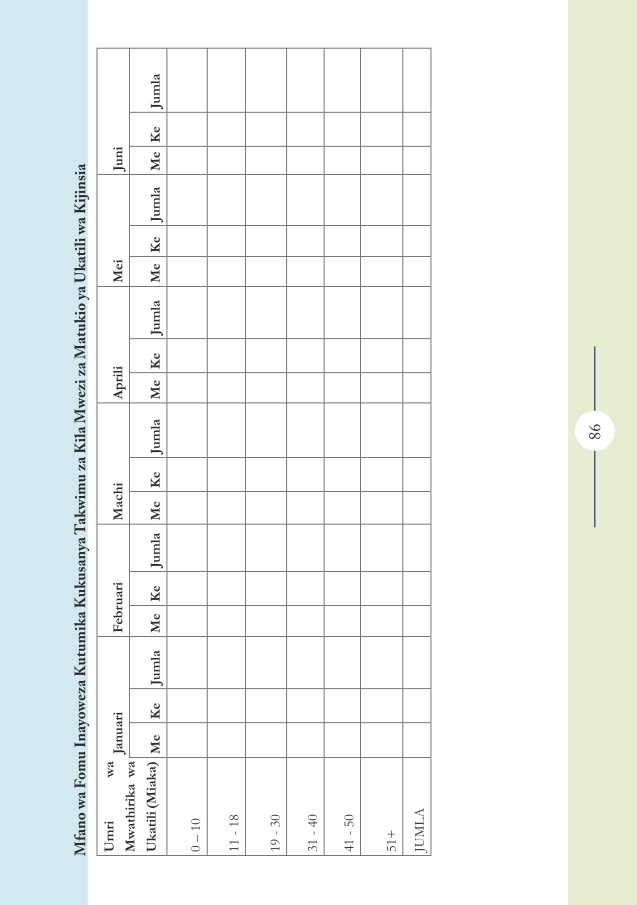 Mfano wa Fomu Inayoweza Kutumika Kukusanya Takwimu za Kila Mwezi za Matukio ya Ukatili wa Kijinsia
Umri wa
Mwathirika wa
Ukatili (Miaka)
Januari Februari Machi Aprili Mei Juni
Me Ke Jumla Me Ke Jumla Me Ke Jumla Me Ke Jumla Me Ke Jumla Me Ke Jumla
0 – 10
11 - 18
19 - 30
31 - 40
41 - 50
51+
JUMLA
86